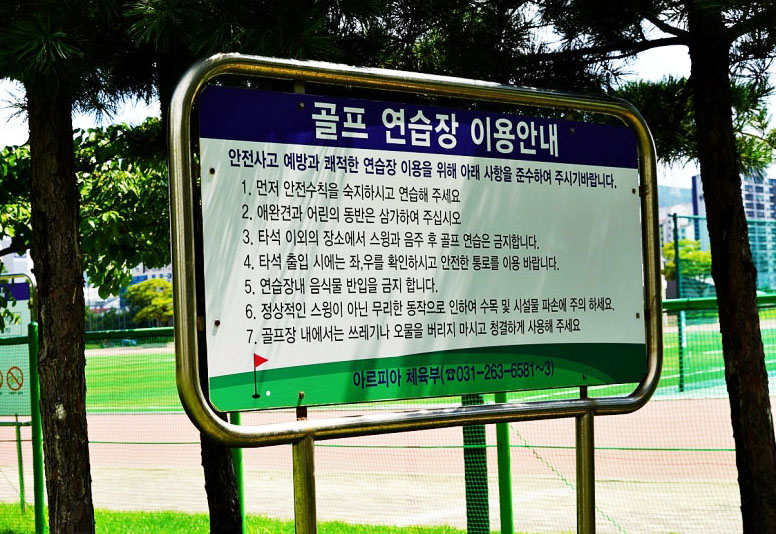 골프 연습장 이용안내
안전사고 예방과 쾌적한 연습장 이용을 위해 아래 사항을 준수하여 주시기바랍니다.
1. 먼저 안전수칙을 숙지하시고 연습해 주세요
2. 애완견과 어린의 동반은 삼가하여 주십시오
3. 타석 이외의 장소에서 스윙과 음주 후 골프 연습은 금지합니다.
4. 타석 출입 시에는 좌,우를 확인하시고 안전한 통로를 이용 바랍니다.
5. 연습장내 음식물 반입을 금지 합니다.
6. 정상적인 스윙이 아닌 무리한 동작으로 인하여 수목 및 시설물 파손에 주의 하세요.
7. 골프장 내에서는 쓰레기나 오물을 버리지 마시고 청결하게 사용해 주세요
아르피아 체육부(☎031-263-6581~3)